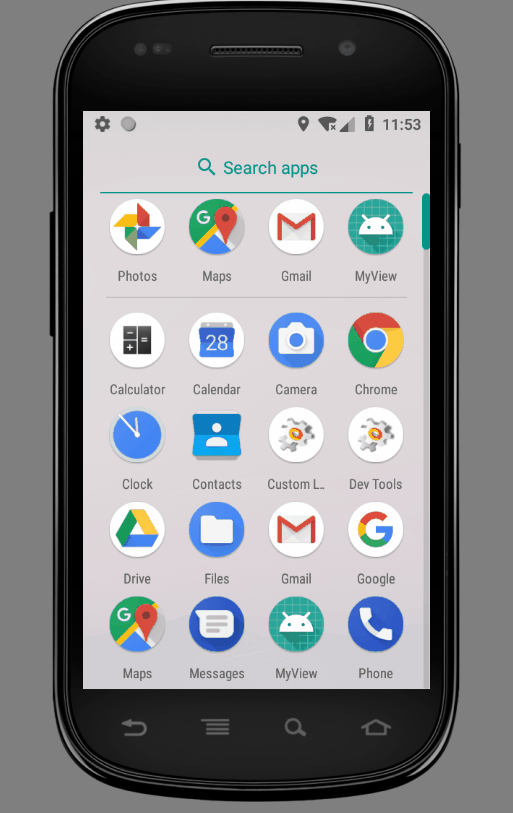 11:53
Search apps
Photos Maps Gmail MyView
28
Calculator Calendar Camera Chrome
Clock Contacts Custom L.. Dev Tools
Drive Files Gmail Google
G
Maps Messages MyView Phone